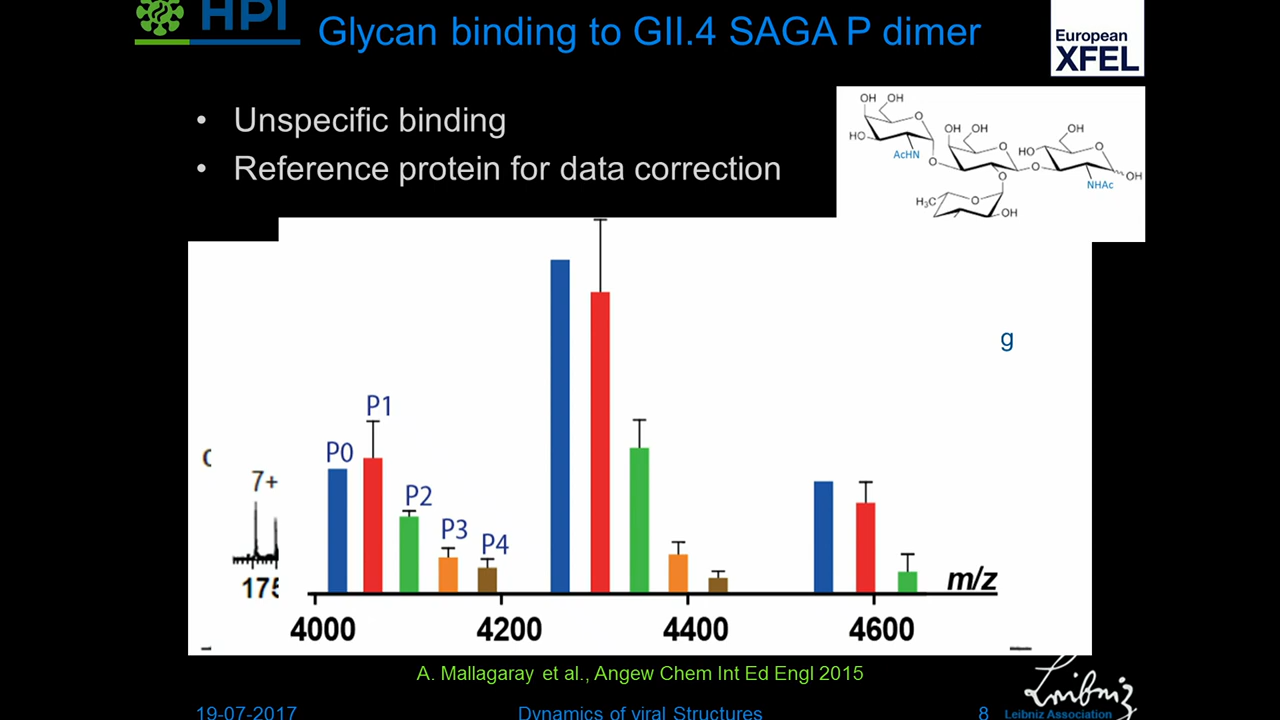 HPI
Glycan binding to GII.4 SAGA P dimer
European
XFEL
• Unspecific binding
• Reference protein for data correction
OH OH
HO
AcHN
O
O
OH OH
O
O
O
OH
HO
O
O
NHAc
OH
H₃C
O
OH
g
P1
P0
P2
P3
P4
7+
175
m/z
4000 4200 4400 4600
A. Mallagaray et al., Angew Chem Int Ed Engl 2015
Leibniz
Leibniz Association
19-07-2017 Dynamics of viral Structures 8